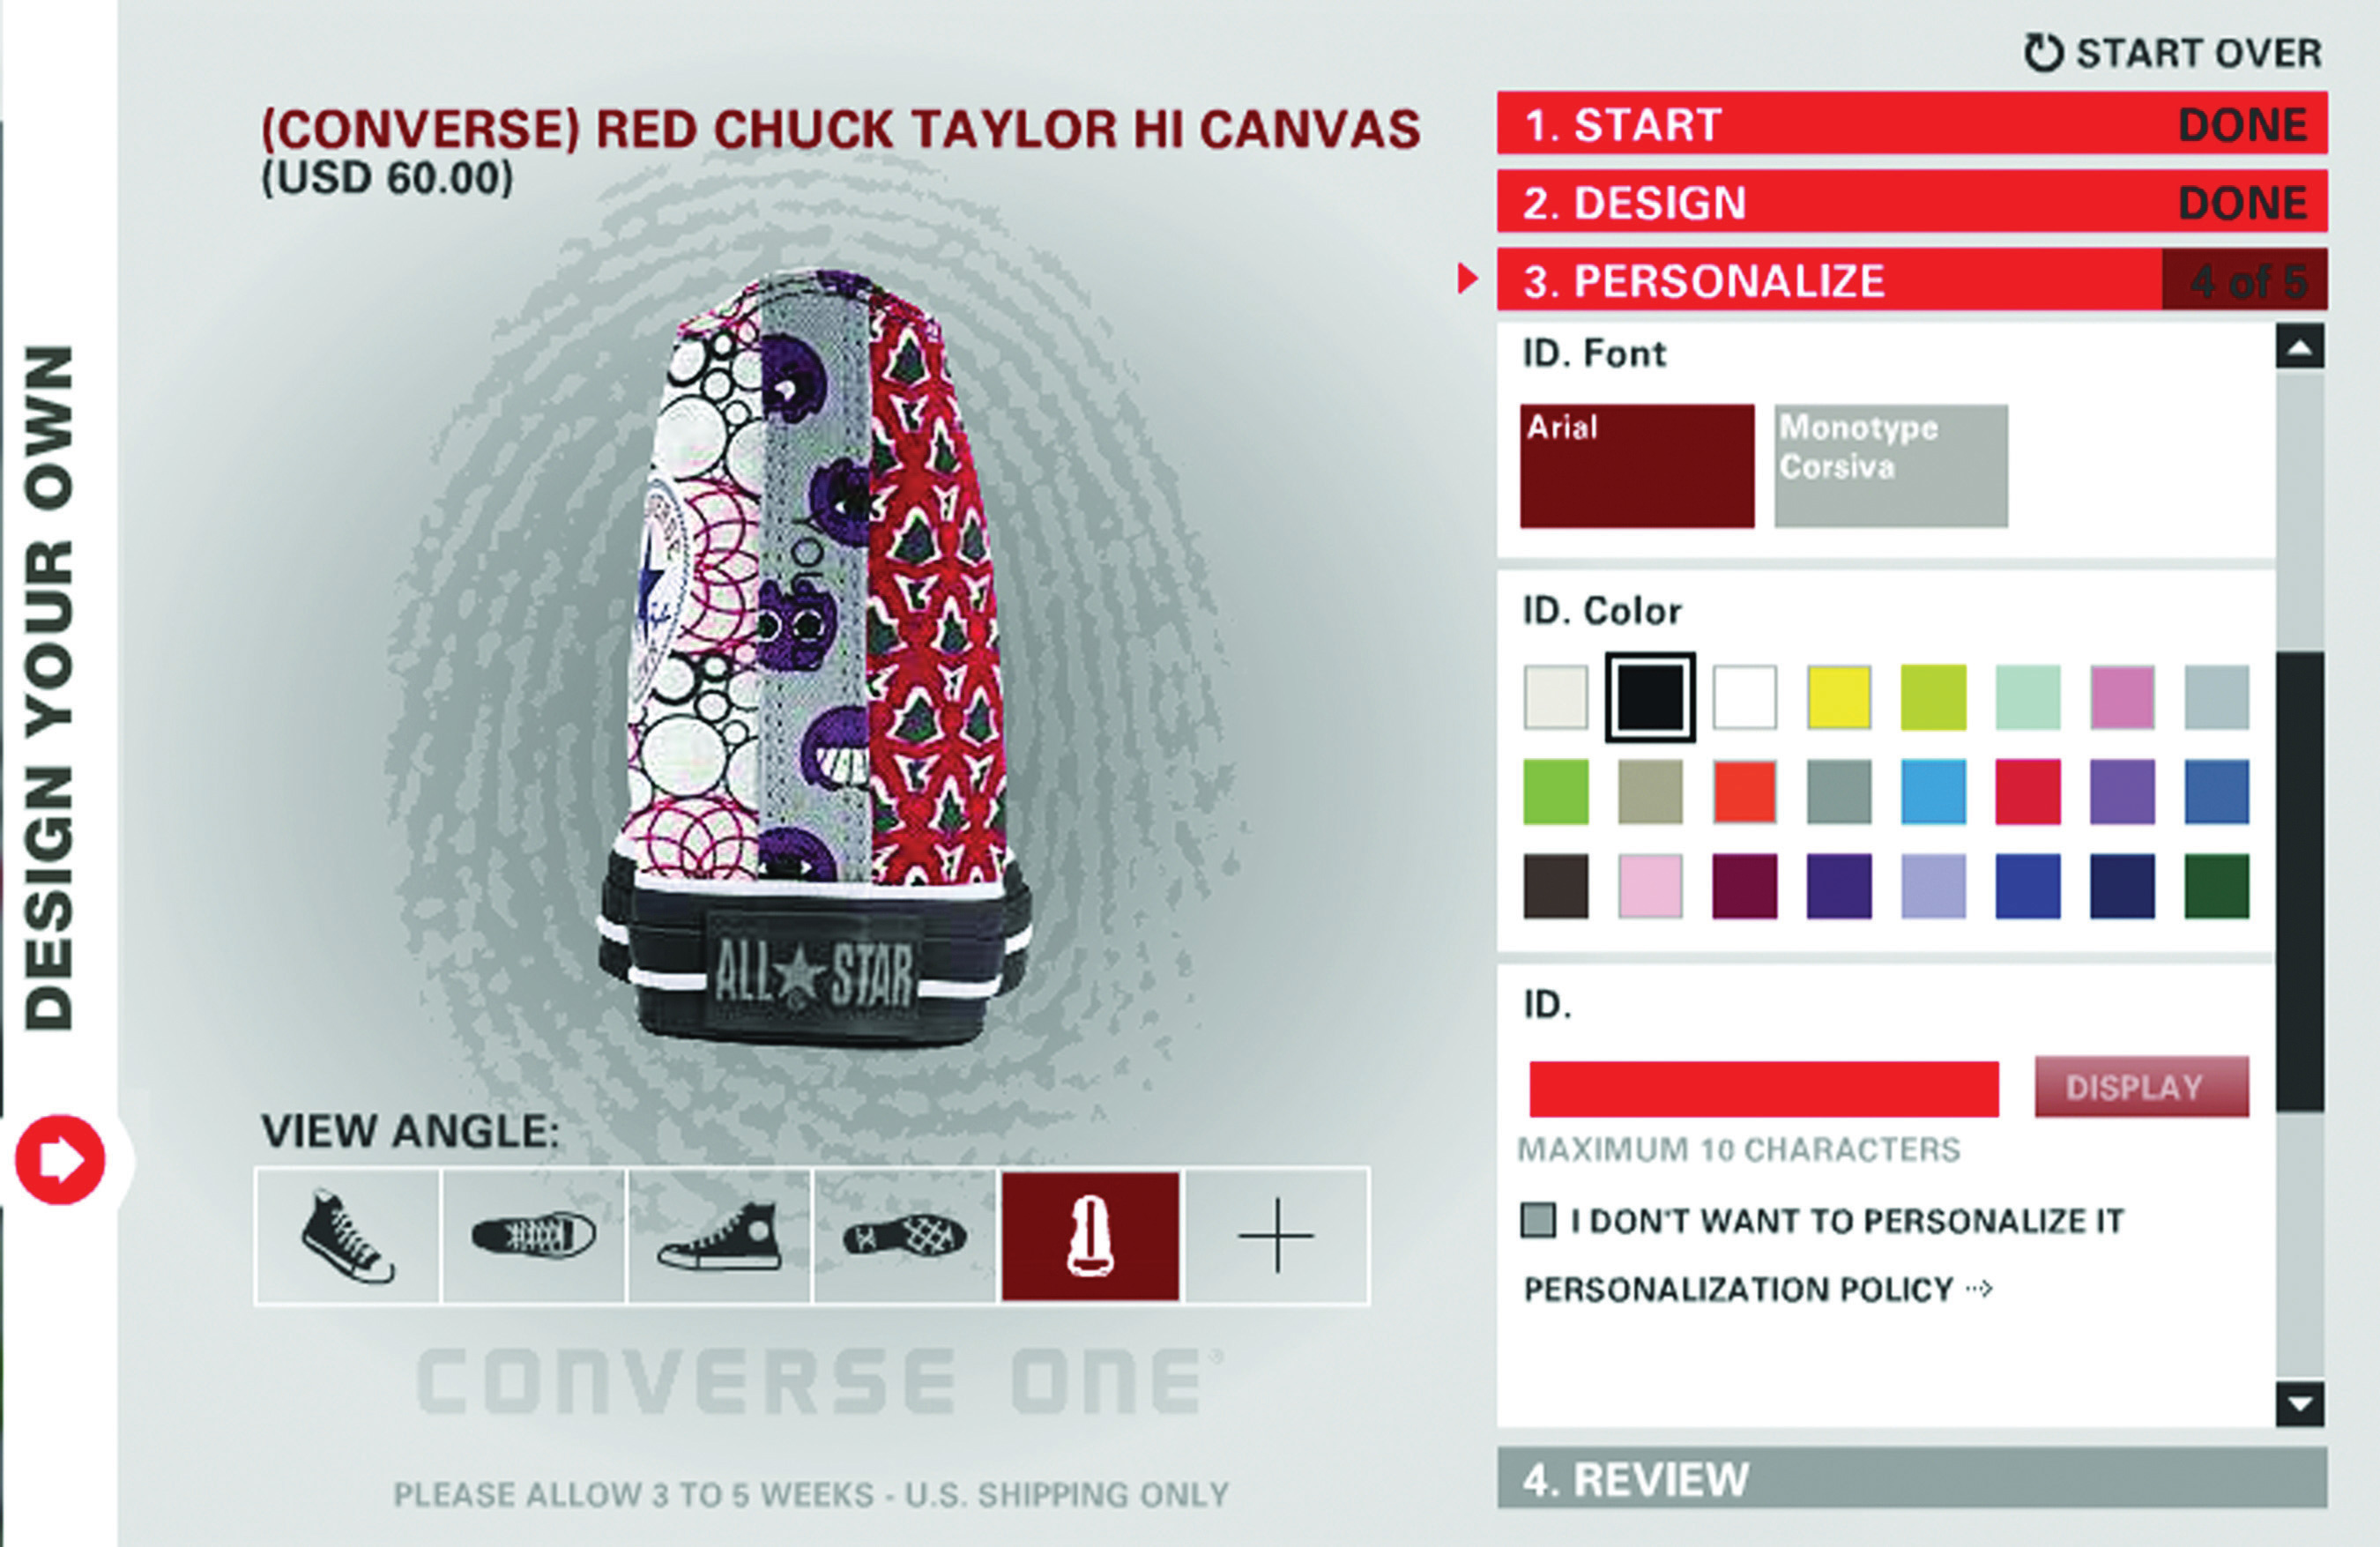 DESIGN YOUR OWN
START OVER
(CONVERSE) RED CHUCK TAYLOR HI CANVAS
(USD 60.00)
1. START DONE
2. DESIGN DONE
3. PERSONALIZE 4 of 5
ID. Font
Arial
Monotype
Corsiva
ID. Color
ID.
DISPLAY
MAXIMUM 10 CHARACTERS
I DON'T WANT TO PERSONALIZE IT
PERSONALIZATION POLICY
4. REVIEW
ALL STAR
VIEW ANGLE:
CONVERSE ONE®
PLEASE ALLOW 3 TO 5 WEEKS - U.S. SHIPPING ONLY